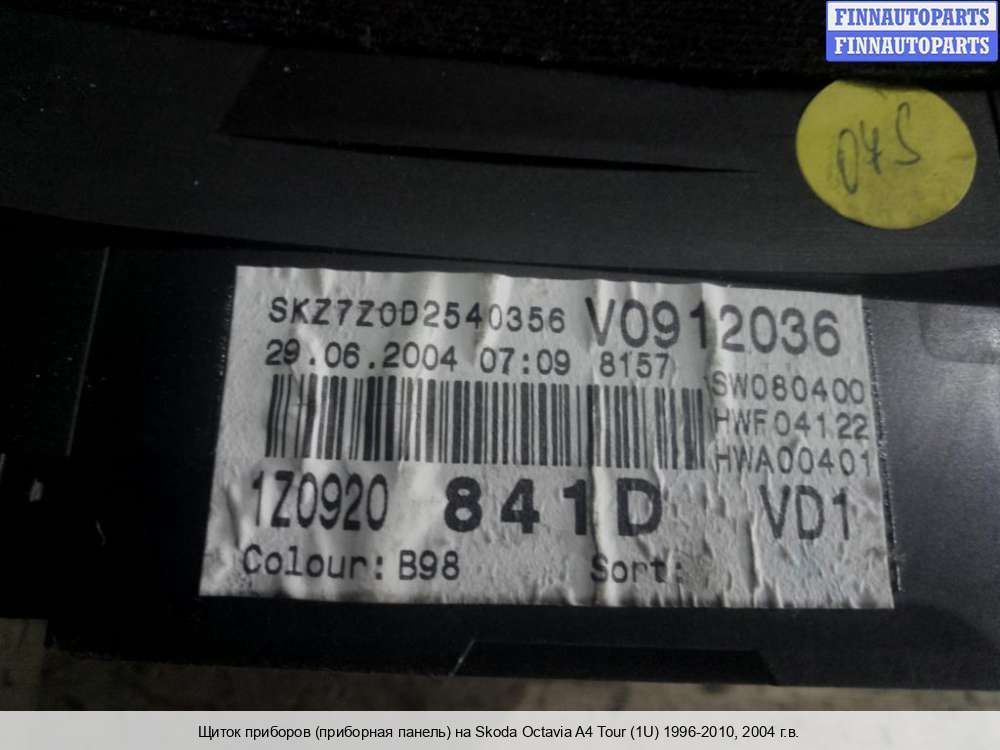 FINNAUTOPARTS
FINNAUTOPARTS
04S
SKZ7Z0D2540356 V0912036
29.06.2004 07:09 8157
SW080400
HWF04122
HWA00401
1Z0920 841D VD1
Colour: B98 Sort:
Щиток приборов (приборная панель) на Skoda Octavia A4 Tour (1U) 1996-2010, 2004 г.в.